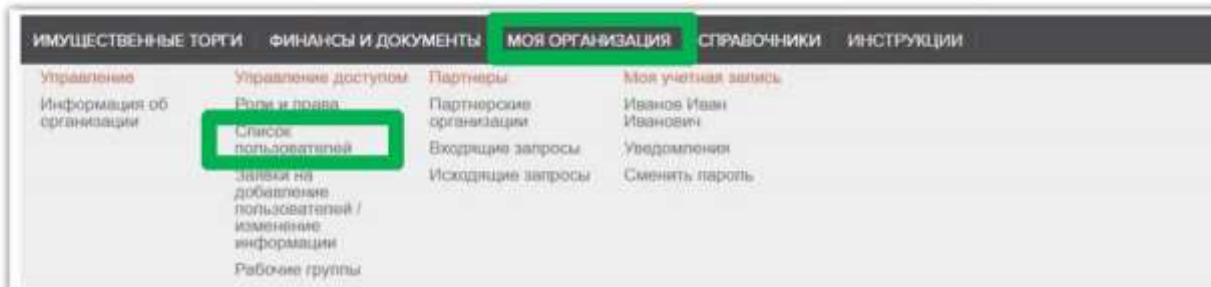 ИМУЩЕСТВЕННЫЕ ТОРГИ ФИНАНСЫ И ДОКУМЕНТЫ МОЯ ОРГАНИЗАЦИЯ СПРАВОЧНИКИ ИНСТРУКЦИИ
Управление
Информация об
организации
Управление доступом
Роли и права
Список
пользователей
Заявки на
добавление
пользователей /
изменение
информации
Рабочие группы
Партнеры
Партнерские
организации
Входящие запросы
Исходящие запросы
Моя учетная запись
Иванов Иван
Иванович
Уведомления
Сменить пароль